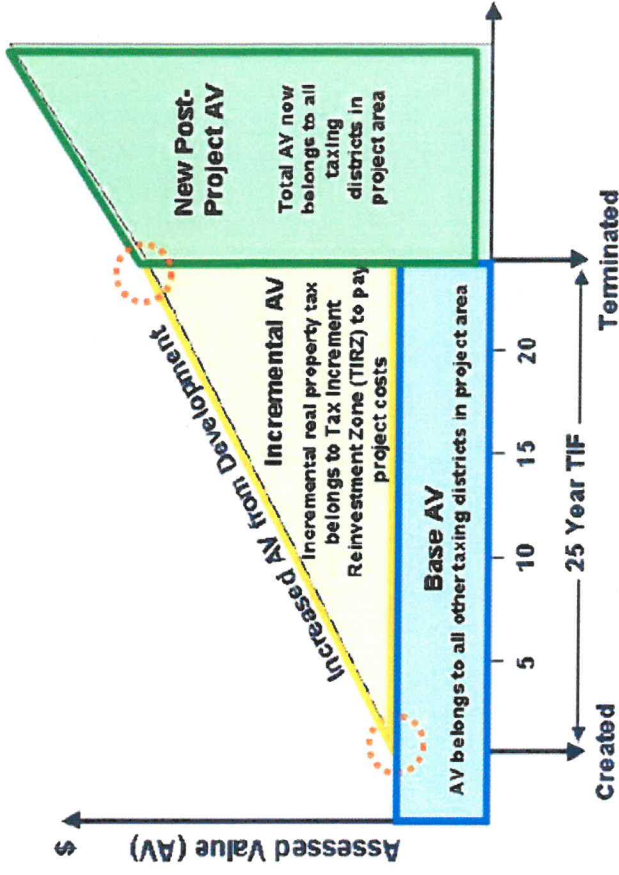 $
Assessed Value (AV)
Increased AV from Development
New Post-
Project AV
Total AV now
belongs to all
taxing
districts in
project area
Incremental AV
Incremental real property tax
belongs to Tax Increment
Reinvestment Zone (TIRZ) to pay
project costs
Base AV
AV belongs to all other taxing districts in project area
5
10
15
20
25 Year TIF
Created
Terminated